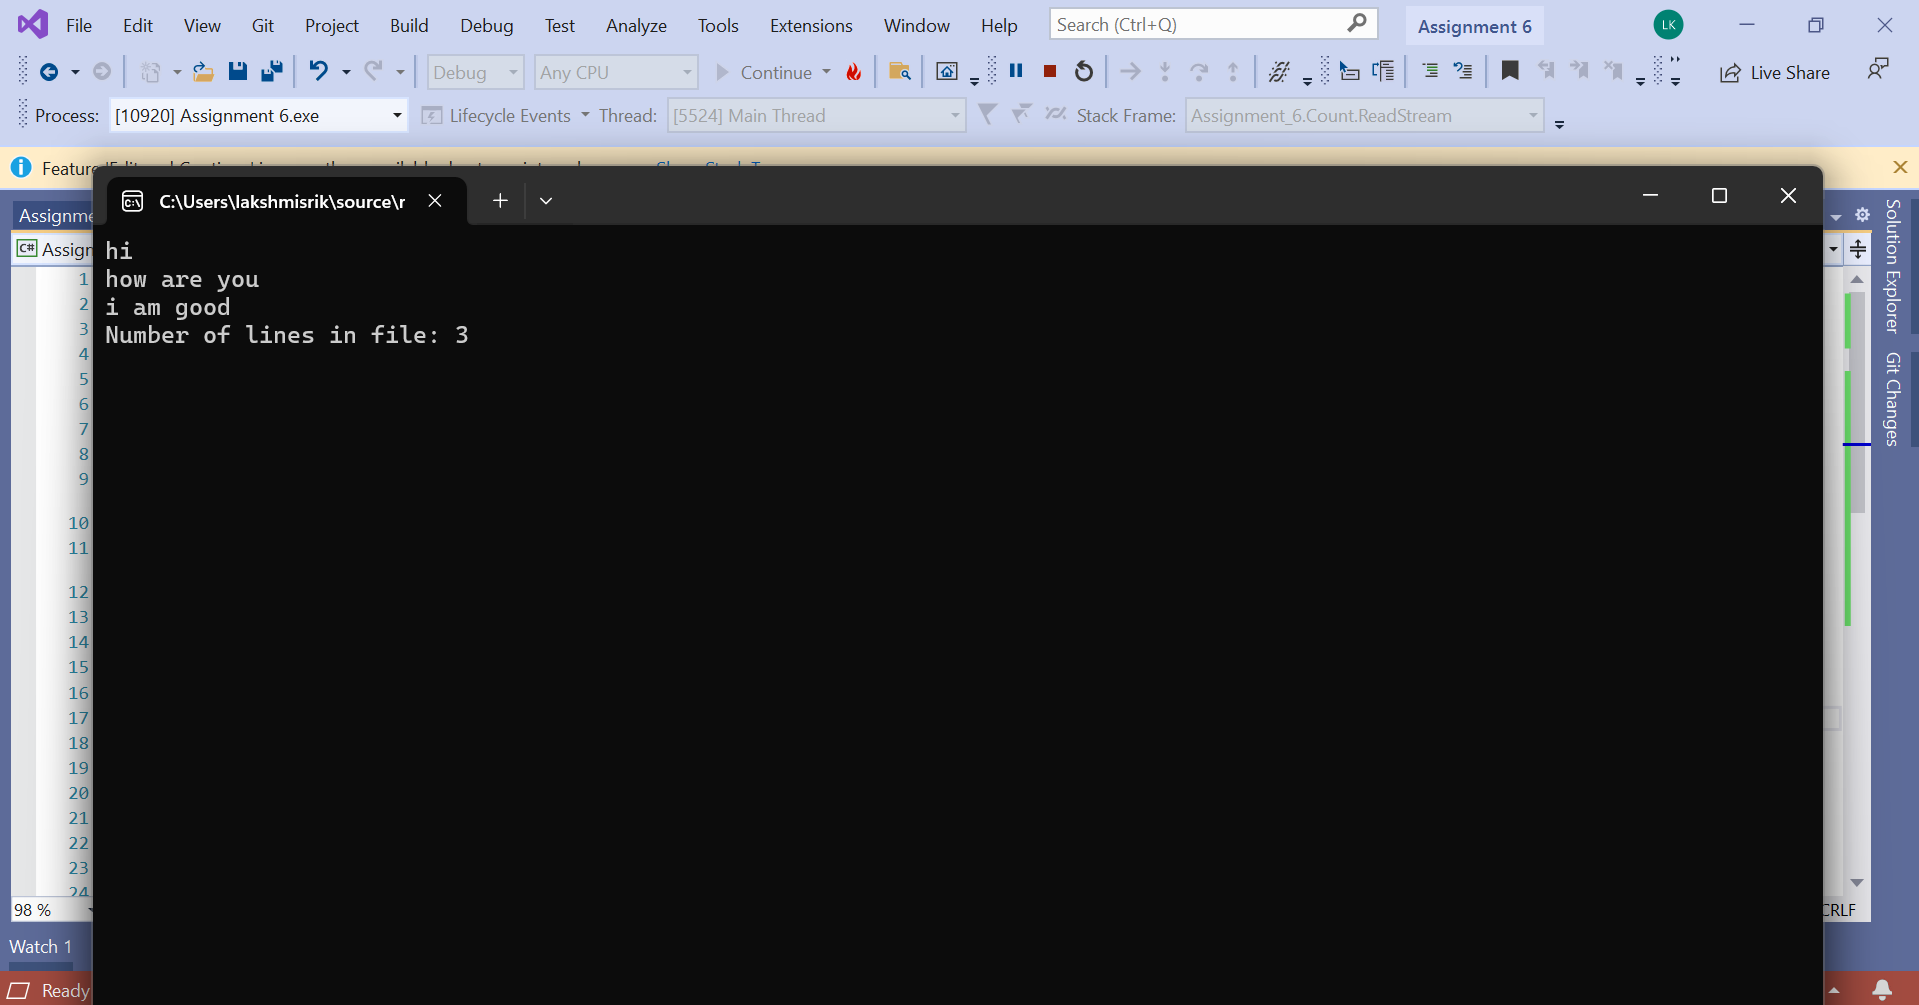 File Edit View Git Project Build Debug Test Analyze Tools Extensions Window Help Search (Ctrl+Q) Assignment 6 LK
Debug Any CPU Continue Live Share
Process: [10920] Assignment 6.exe Lifecycle Events Thread: [5524] Main Thread Stack Frame: Assignment_6.Count.ReadStream
Feature
C:\Users\lakshmisrik\source\r
Assignme
C# Assign
hi
how are you
i am good
Number of lines in file: 3
1
2
3
4
5
6
7
8
9
10
11
12
13
14
15
16
17
18
19
20
21
22
23
24
Solution Explorer
Git Changes
98 % CRLF
Watch 1
Ready